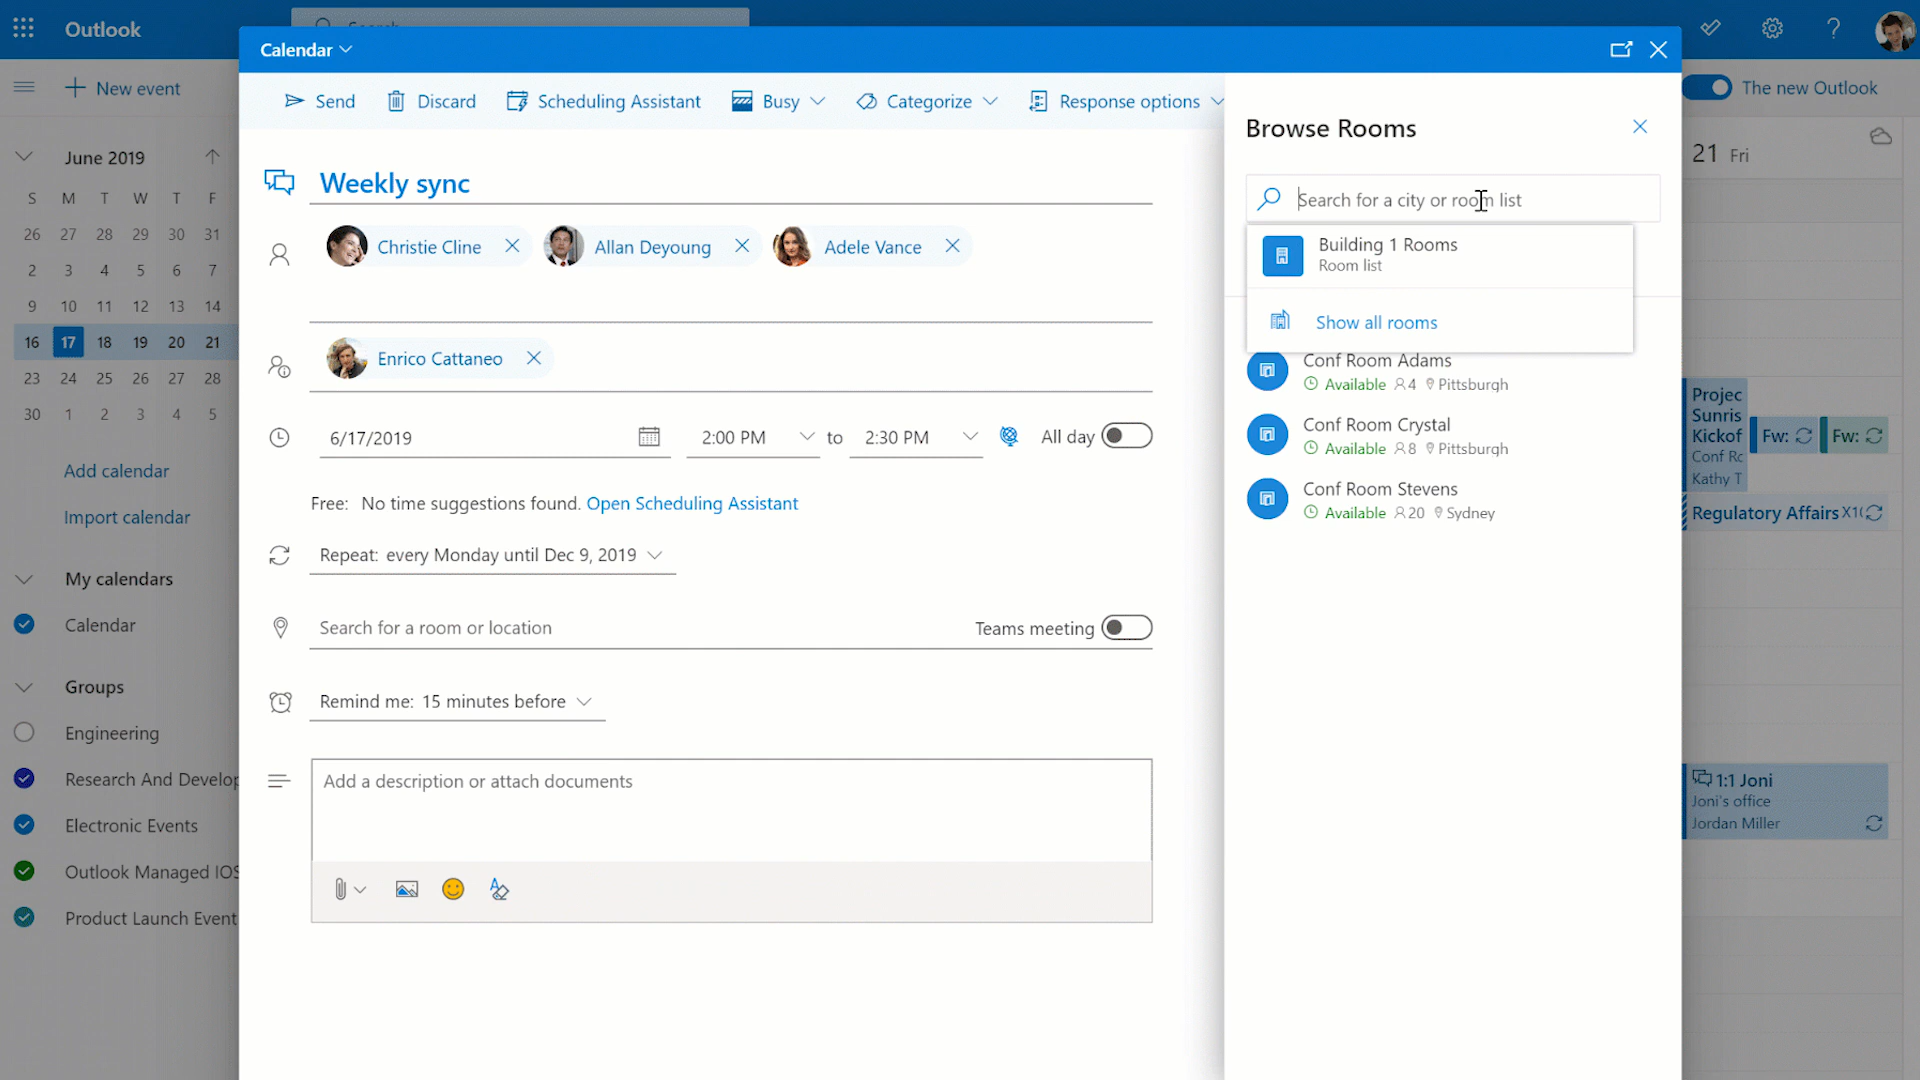 Outlook
Search
Calendar
New event
Send
Discard
Scheduling Assistant
Busy
Categorize
Response options
The new Outlook
June 2019
S M T W T F
26 27 28 29 30 31
2 3 4 5 6 7
9 10 11 12 13 14
16 17 18 19 20 21
23 24 25 26 27 28
30 1 2 3 4 5
Add calendar
Import calendar
My calendars
Calendar
Groups
Engineering
Research And Develop
Electronic Events
Outlook Managed IOS
Product Launch Event
Weekly sync
Christie Cline
Allan Deyoung
Adele Vance
Enrico Cattaneo
6/17/2019
2:00 PM to 2:30 PM
All day
Free: No time suggestions found. Open Scheduling Assistant
Repeat: every Monday until Dec 9, 2019
Search for a room or location
Teams meeting
Remind me: 15 minutes before
Add a description or attach documents
Browse Rooms
Search for a city or room list
Building 1 Rooms
Room list
Show all rooms
Conf Room Adams
Available 4 Pittsburgh
Conf Room Crystal
Available 8 Pittsburgh
Conf Room Stevens
Available 20 Sydney
21 Fri
Projec
Sunris
Kickof
Conf Rc
Kathy T
Fw:
Fw:
Regulatory Affairs
1:1 Joni
Joni's office
Jordan Miller